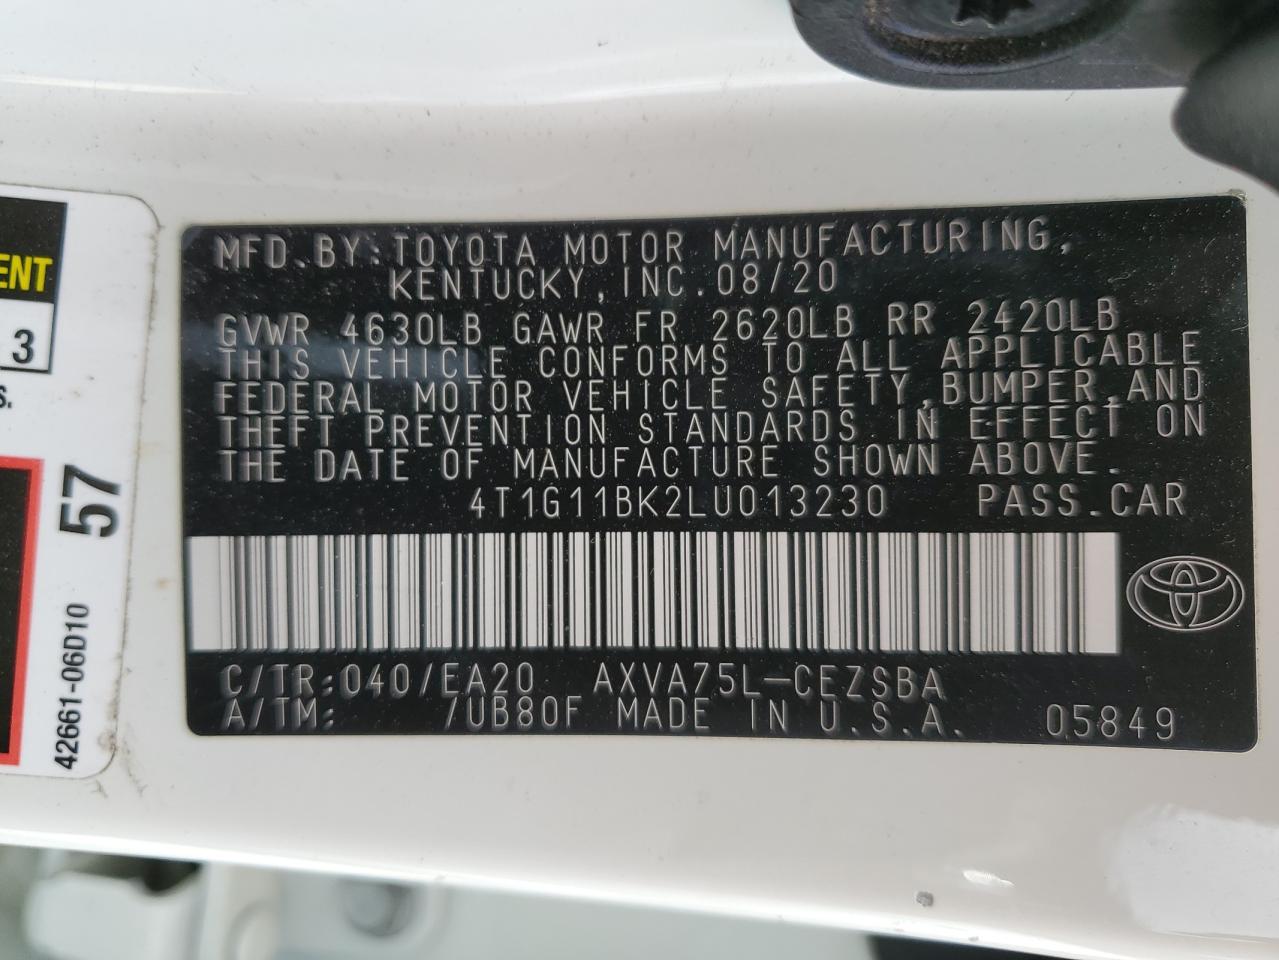 MFD.BY:TOYOTA MOTOR MANUFACTURING,
KENTUCKY,INC.08/20
GVWR 4630LB GAWR FR 2620LB RR 2420LB
THIS VEHICLE CONFORMS TO ALL APPLICABLE
FEDERAL MOTOR VEHICLE SAFETY,BUMPER,AND
THEFT PREVENTION STANDARDS IN EFFECT ON
THE DATE OF MANUFACTURE SHOWN ABOVE.
4T1G11BK2LU013230 PASS.CAR
C/TR:040/EA20 AXVA75L-CEZSBA
A/TM: /UB80F MADE IN U.S.A. 05849
ENT
3
S.
57
42661-06D10